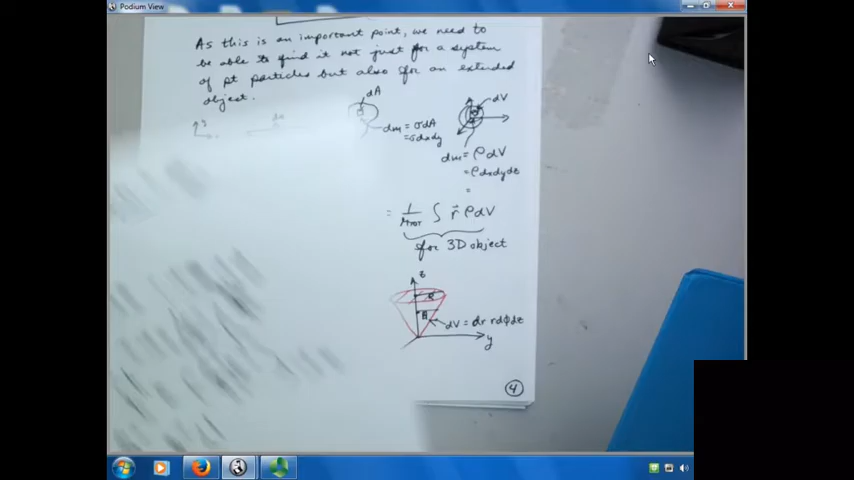 Podium View
As this is an important point, we need to
be able to find it not just for a system
of pt particles but also for an extended
object.
dA
dV
dm = σdA
= σdxdy
dm = ρdV
= ρdxdydz
=
= 1/M_TOT ∫ r⃗ ρdV
for 3D object
z
R
H
dV = dr rdϕdz
y
4